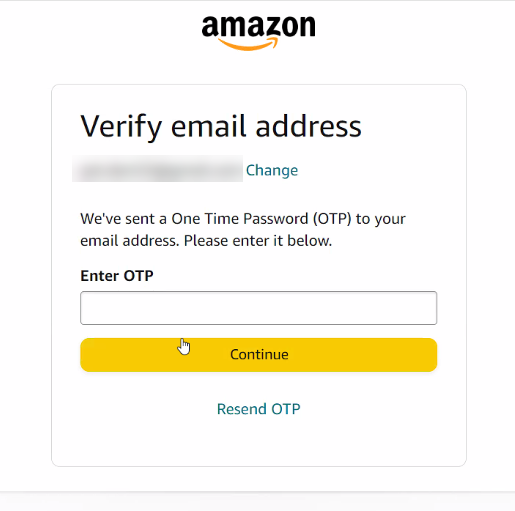 amazon
Verify email address
Change
We've sent a One Time Password (OTP) to your
email address. Please enter it below.
Enter OTP
Continue
Resend OTP